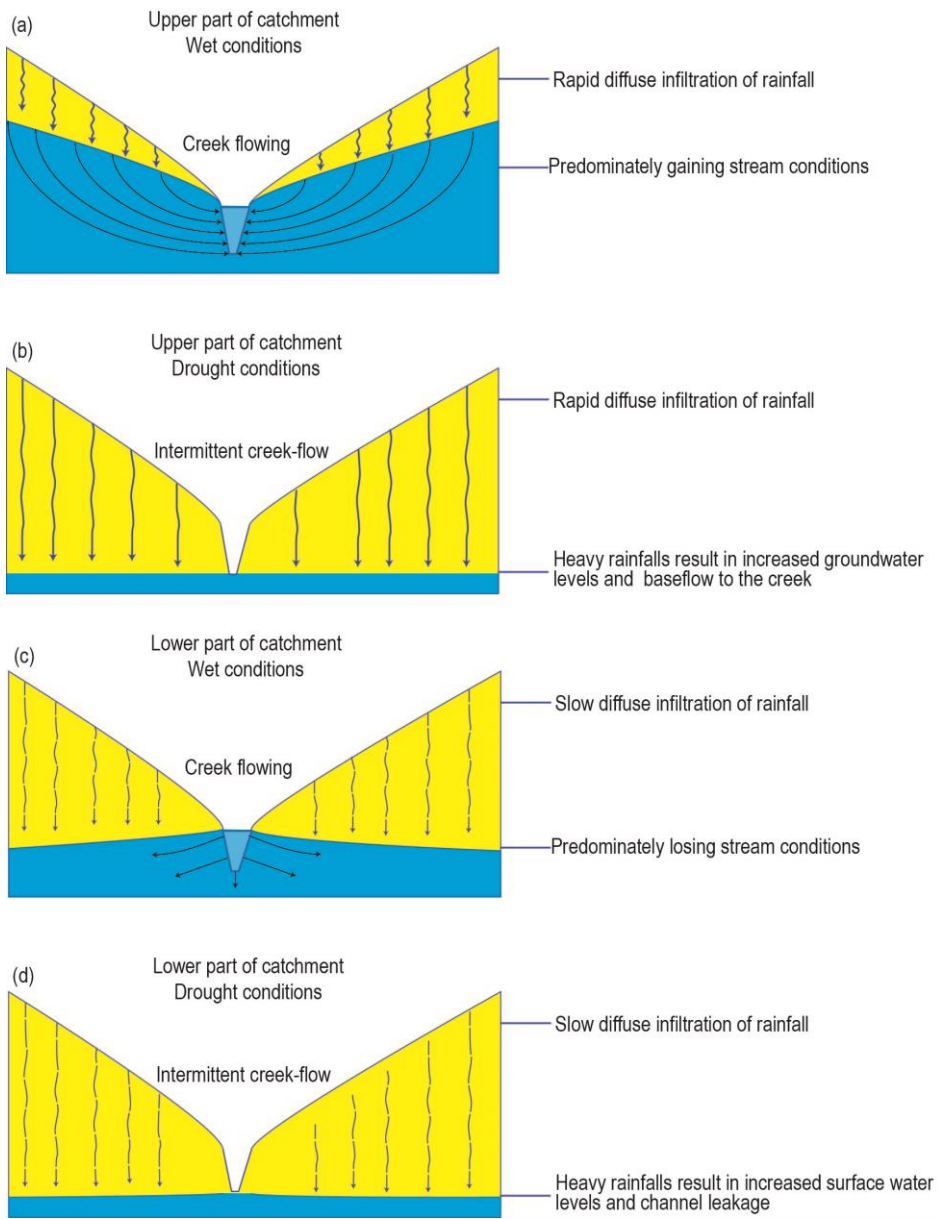 (a)
Upper part of catchment
Wet conditions
Rapid diffuse infiltration of rainfall
Creek flowing
Predominately gaining stream conditions
(b)
Upper part of catchment
Drought conditions
Rapid diffuse infiltration of rainfall
Intermittent creek-flow
Heavy rainfalls result in increased groundwater
levels and baseflow to the creek
(c)
Lower part of catchment
Wet conditions
Slow diffuse infiltration of rainfall
Creek flowing
Predominately losing stream conditions
(d)
Lower part of catchment
Drought conditions
Slow diffuse infiltration of rainfall
Intermittent creek-flow
Heavy rainfalls result in increased surface water
levels and channel leakage